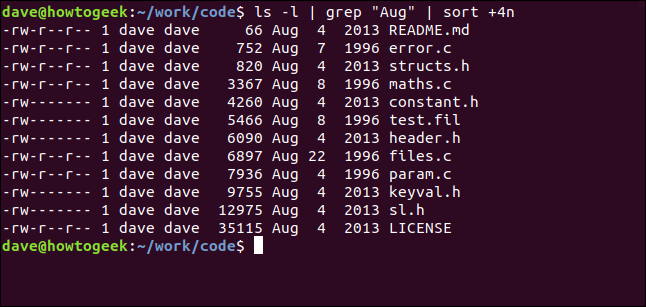 dave@howtogeek:~/work/code$ ls -l | grep "Aug" | sort +4n
-rw-r--r-- 1 dave dave    66 Aug  4  2013 README.md
-rw-r--r-- 1 dave dave   752 Aug  7  1996 error.c
-rw-r--r-- 1 dave dave   820 Aug  4  2013 structs.h
-rw-r--r-- 1 dave dave  3367 Aug  8  1996 maths.c
-rw------- 1 dave dave  4260 Aug  4  2013 constant.h
-rw------- 1 dave dave  5466 Aug  8  1996 test.fil
-rw------- 1 dave dave  6090 Aug  4  2013 header.h
-rw-r--r-- 1 dave dave  6897 Aug 22  1996 files.c
-rw-r--r-- 1 dave dave  7936 Aug  4  1996 param.c
-rw------- 1 dave dave  9755 Aug  4  2013 keyval.h
-rw------- 1 dave dave 12975 Aug  4  2013 sl.h
-rw------- 1 dave dave 35115 Aug  4  2013 LICENSE
dave@howtogeek:~/work/code$